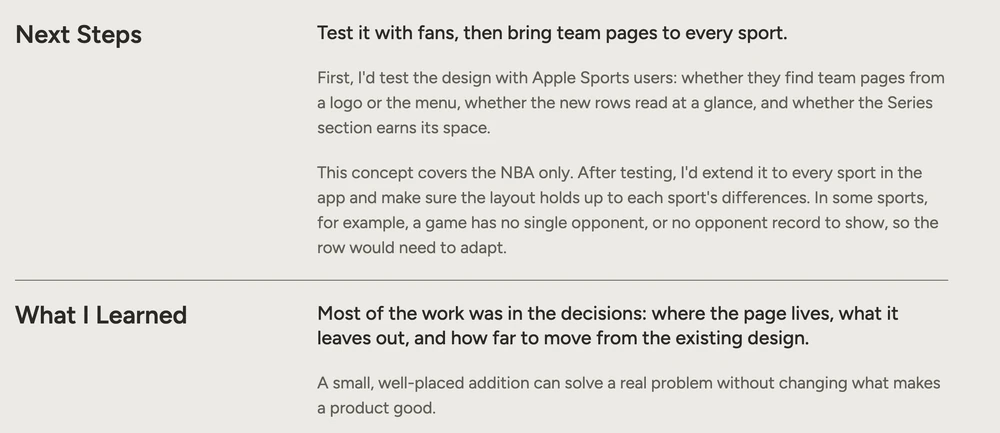 Next Steps
Test it with fans, then bring team pages to every sport.
First, I'd test the design with Apple Sports users: whether they find team pages from
a logo or the menu, whether the new rows read at a glance, and whether the Series
section earns its space.
This concept covers the NBA only. After testing, I'd extend it to every sport in the
app and make sure the layout holds up to each sport's differences. In some sports,
for example, a game has no single opponent, or no opponent record to show, so the
row would need to adapt.
What I Learned
Most of the work was in the decisions: where the page lives, what it
leaves out, and how far to move from the existing design.
A small, well-placed addition can solve a real problem without changing what makes
a product good.